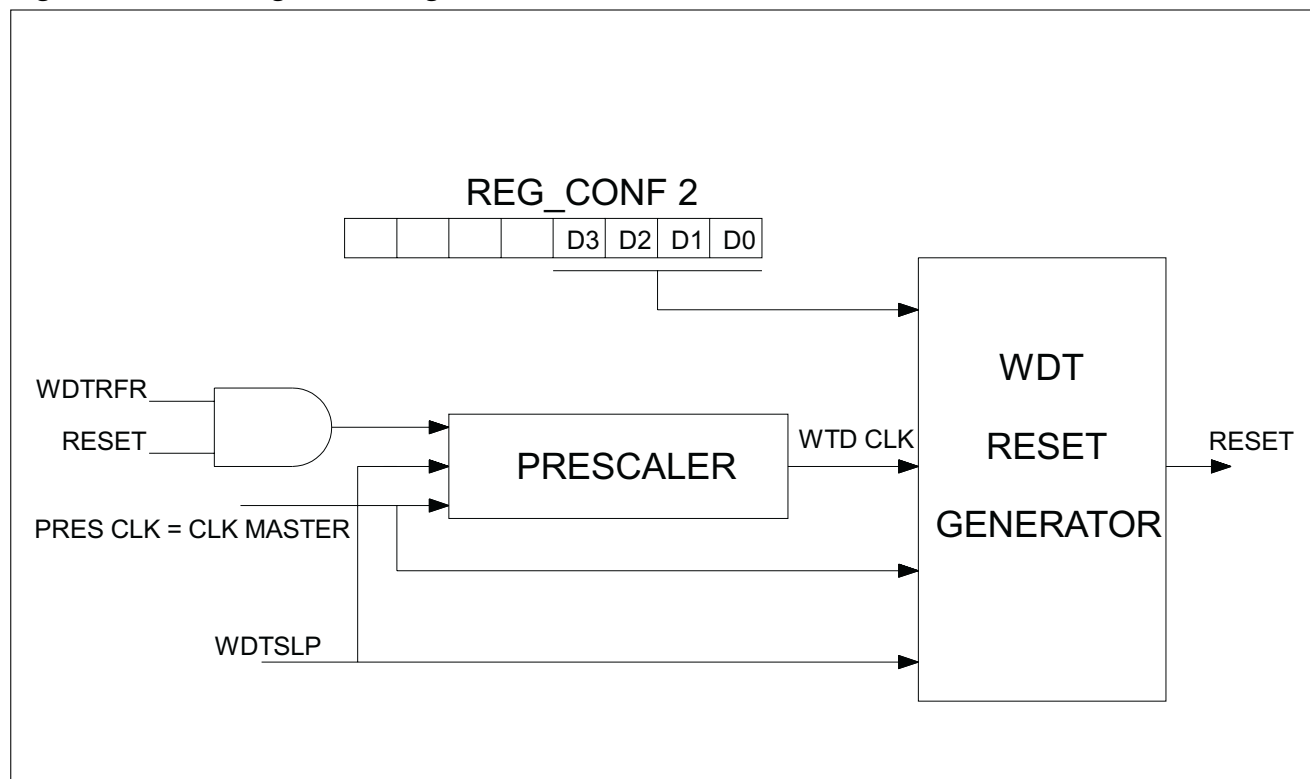 REG_CONF 2
D3 D2 D1 D0
WDT
RESET
GENERATOR
WDTRFR
RESET
PRESCALER
WTD CLK
RESET
PRES CLK = CLK MASTER
WDTSLP